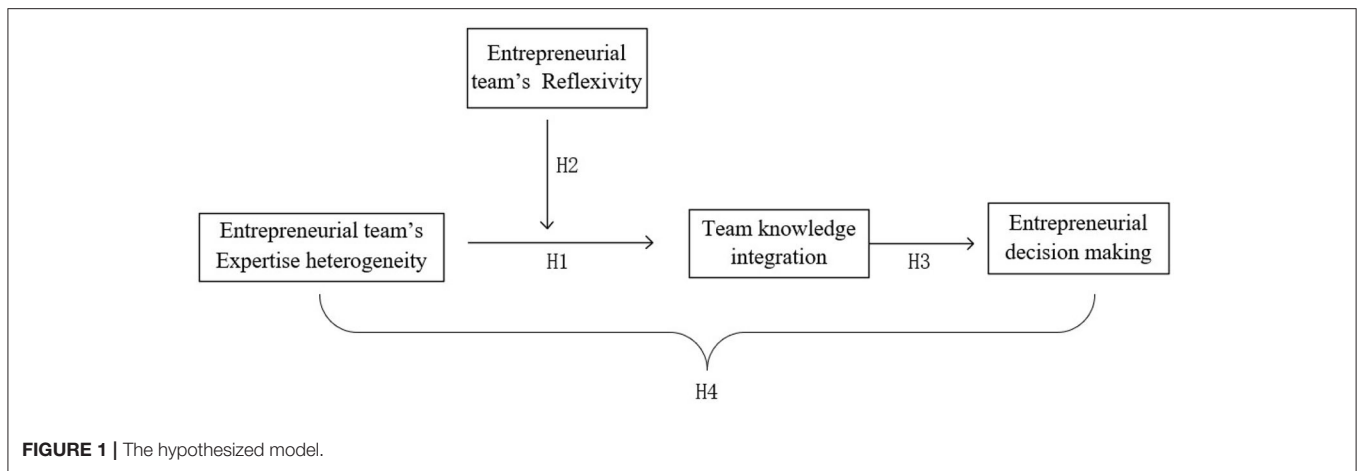 Entrepreneurial
team's Reflexivity
H2
Entrepreneurial team's
Expertise heterogeneity
H1
Team knowledge
integration
H3
Entrepreneurial
decision making
H4
FIGURE 1 | The hypothesized model.